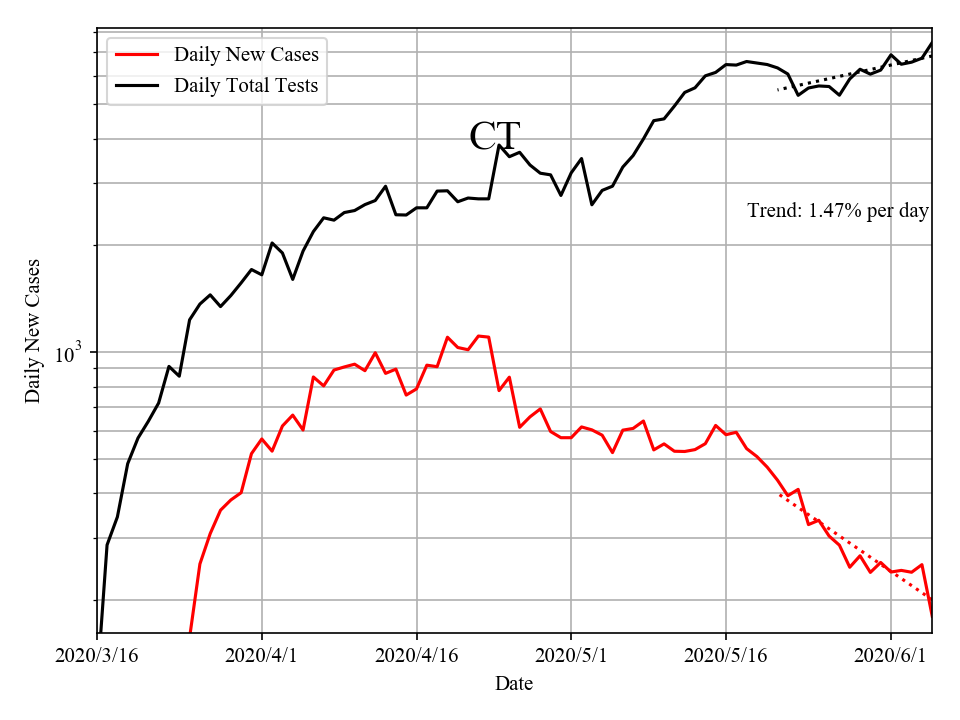 Daily New Cases
Daily Total Tests
CT
Trend: 1.47% per day
Daily New Cases
10^3
2020/3/16
2020/4/1
2020/4/16
2020/5/1
2020/5/16
2020/6/1
Date